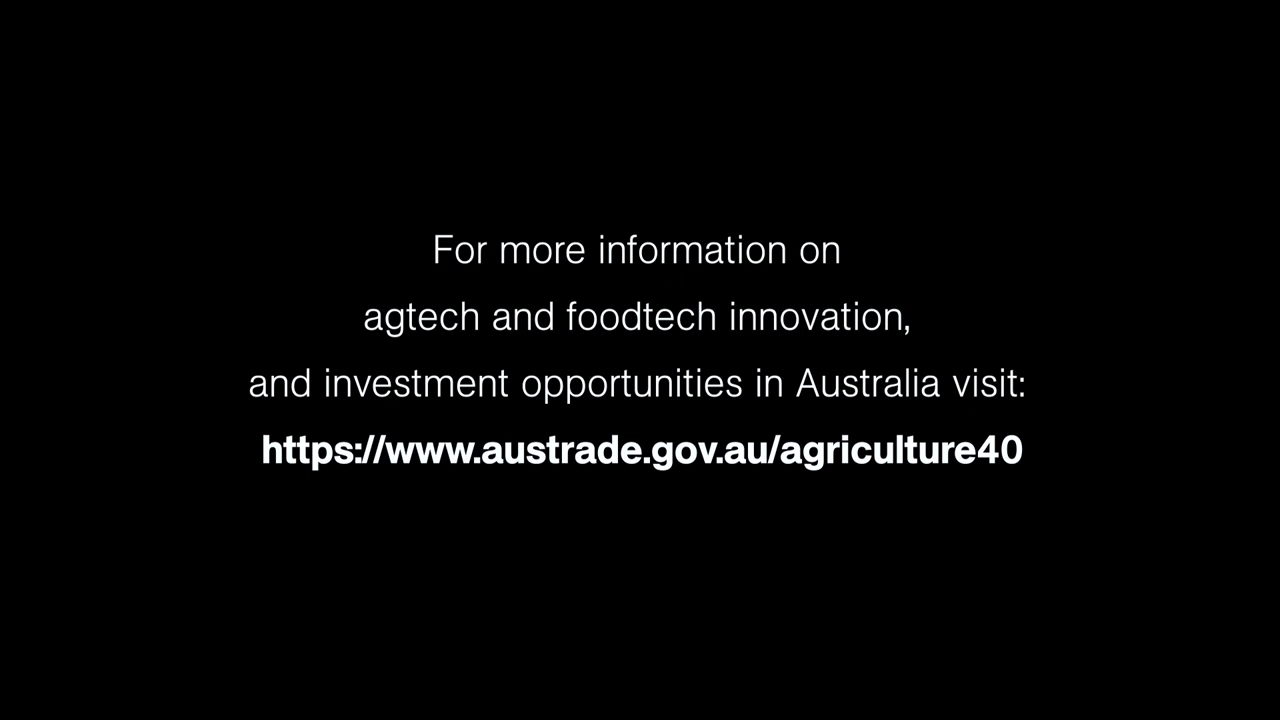 For more information on
agtech and foodtech innovation,
and investment opportunities in Australia visit:
https://www.austrade.gov.au/agriculture40